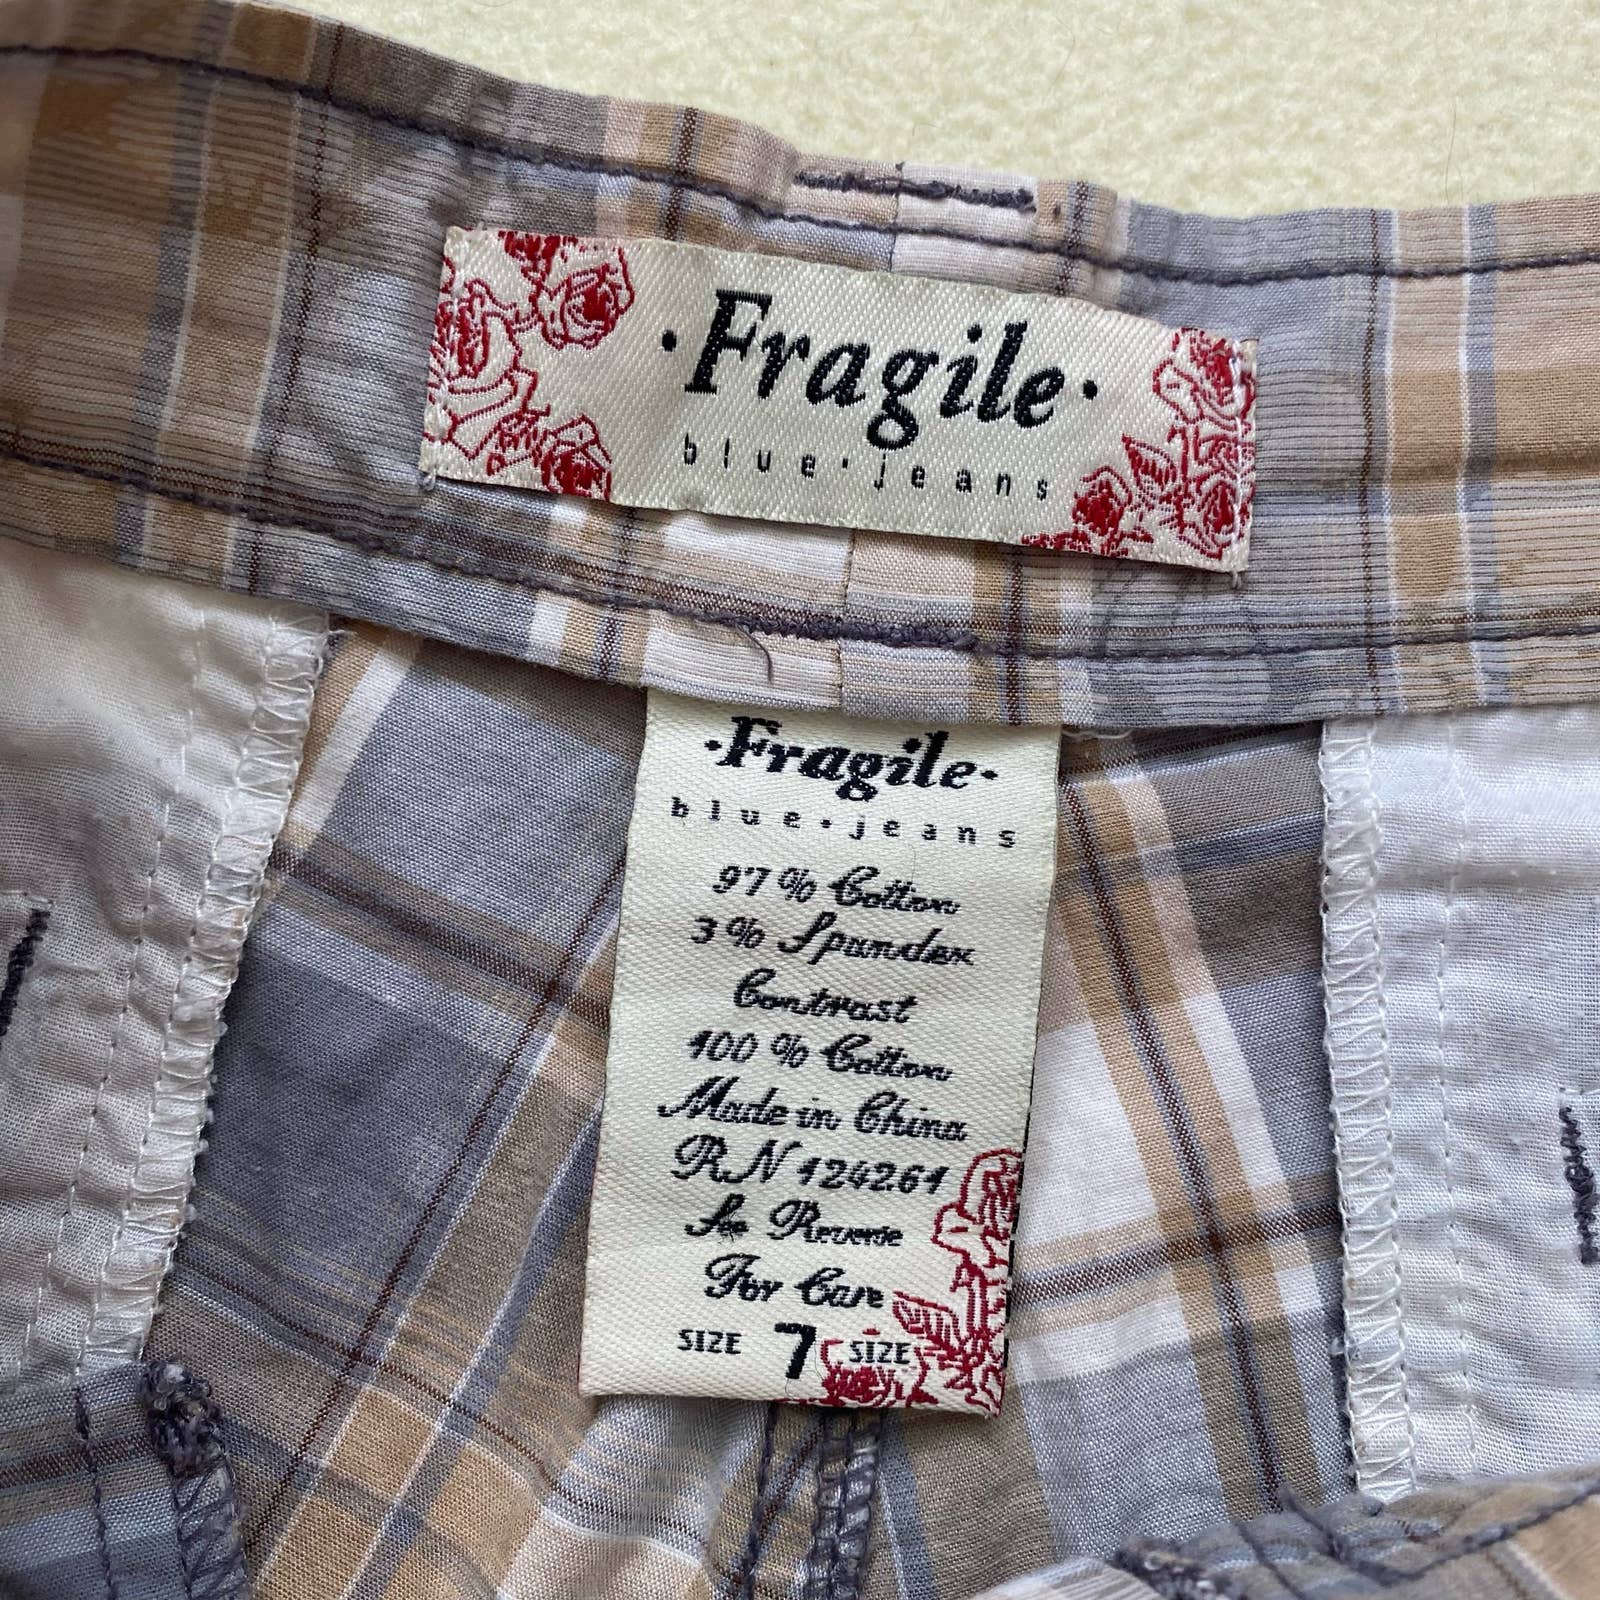 ·Fragile·
blue·jeans
·Fragile·
blue·jeans
97% Cotton
3% Spandex
Contrast
100% Cotton
Made in China
RN 124261
See Reverse
For Care
SIZE 7 SIZE